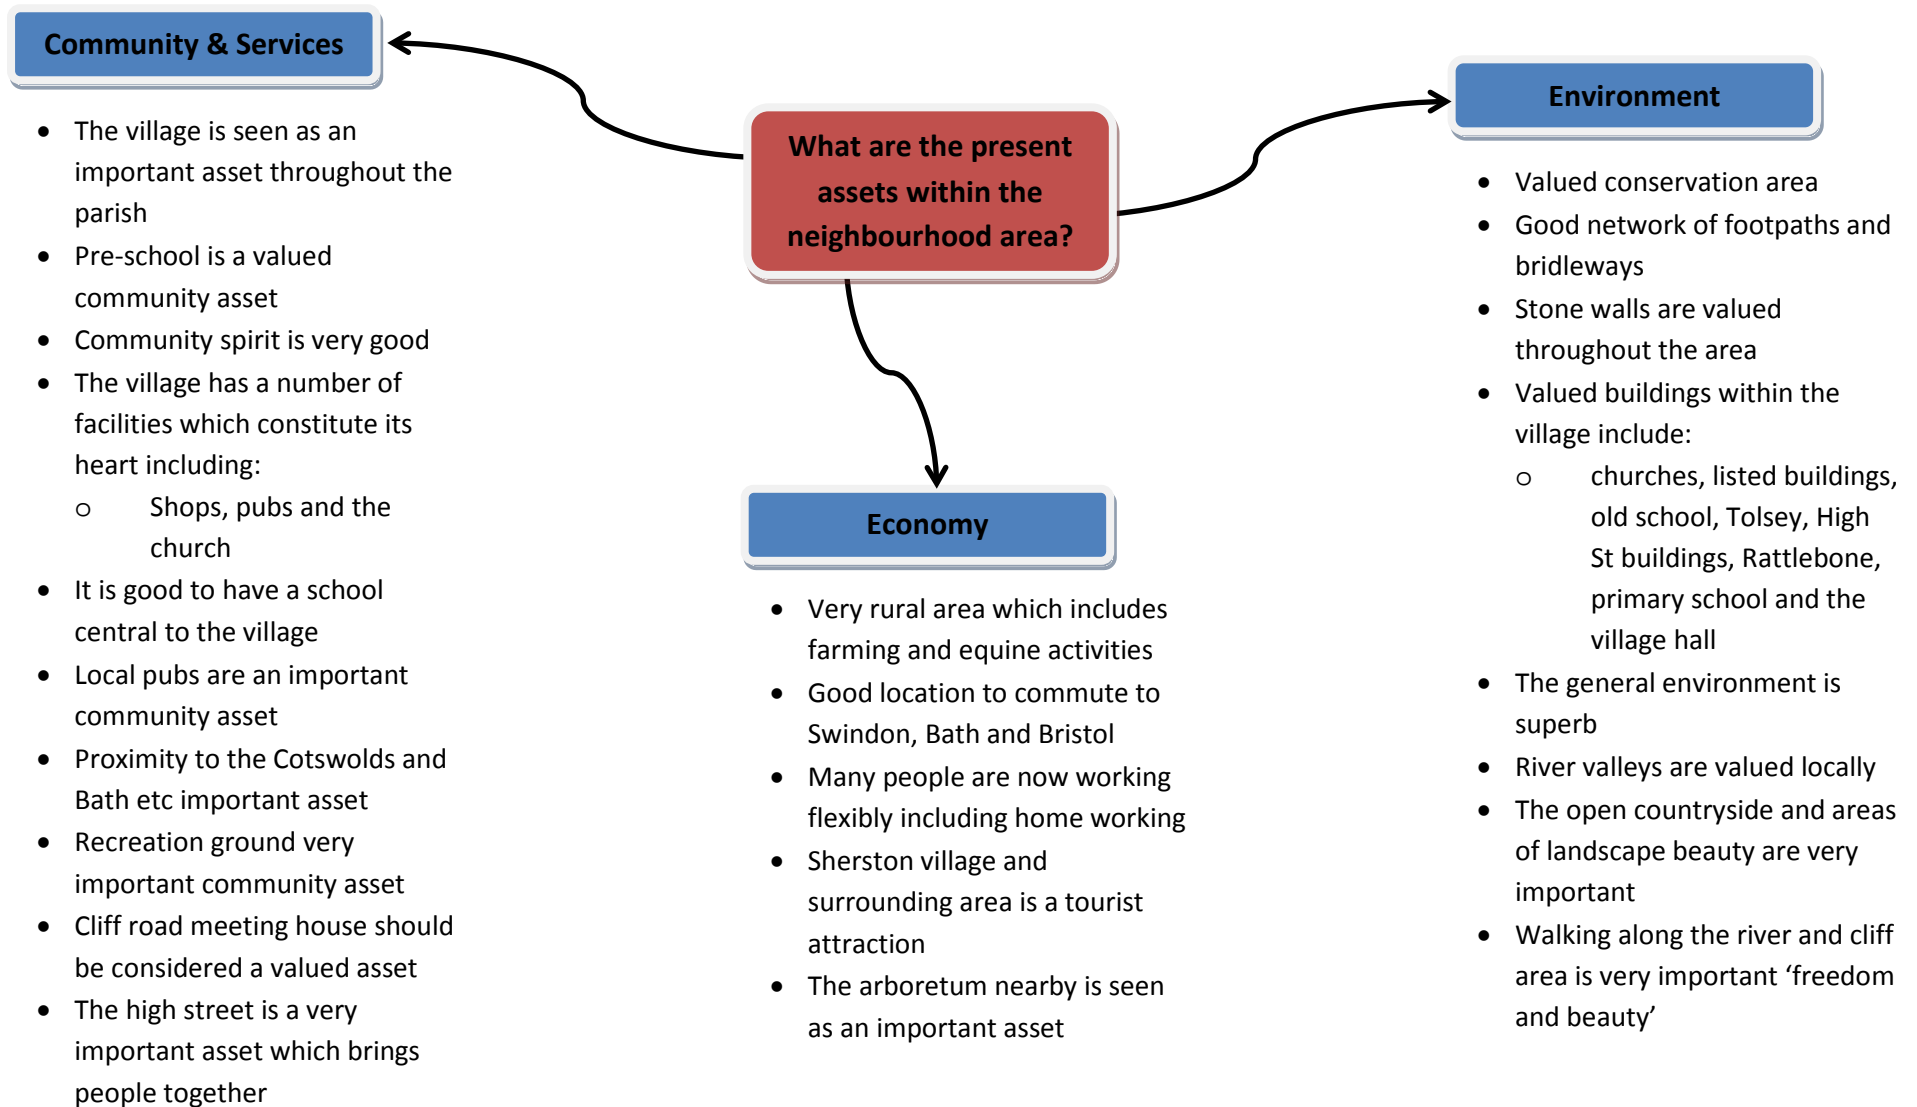 Community & Services
• The village is seen as an
important asset throughout the
parish
• Pre-school is a valued
community asset
• Community spirit is very good
• The village has a number of
facilities which constitute its
heart including:
o Shops, pubs and the
church
• It is good to have a school
central to the village
• Local pubs are an important
community asset
• Proximity to the Cotswolds and
Bath etc important asset
• Recreation ground very
important community asset
• Cliff road meeting house should
be considered a valued asset
• The high street is a very
important asset which brings
people together
What are the present
assets within the
neighbourhood area?
Economy
• Very rural area which includes
farming and equine activities
• Good location to commute to
Swindon, Bath and Bristol
• Many people are now working
flexibly including home working
• Sherston village and
surrounding area is a tourist
attraction
• The arboretum nearby is seen
as an important asset
Environment
• Valued conservation area
• Good network of footpaths and
bridleways
• Stone walls are valued
throughout the area
• Valued buildings within the
village include:
o churches, listed buildings,
old school, Tolsey, High
St buildings, Rattlebone,
primary school and the
village hall
• The general environment is
superb
• River valleys are valued locally
• The open countryside and areas
of landscape beauty are very
important
• Walking along the river and cliff
area is very important ‘freedom
and beauty’